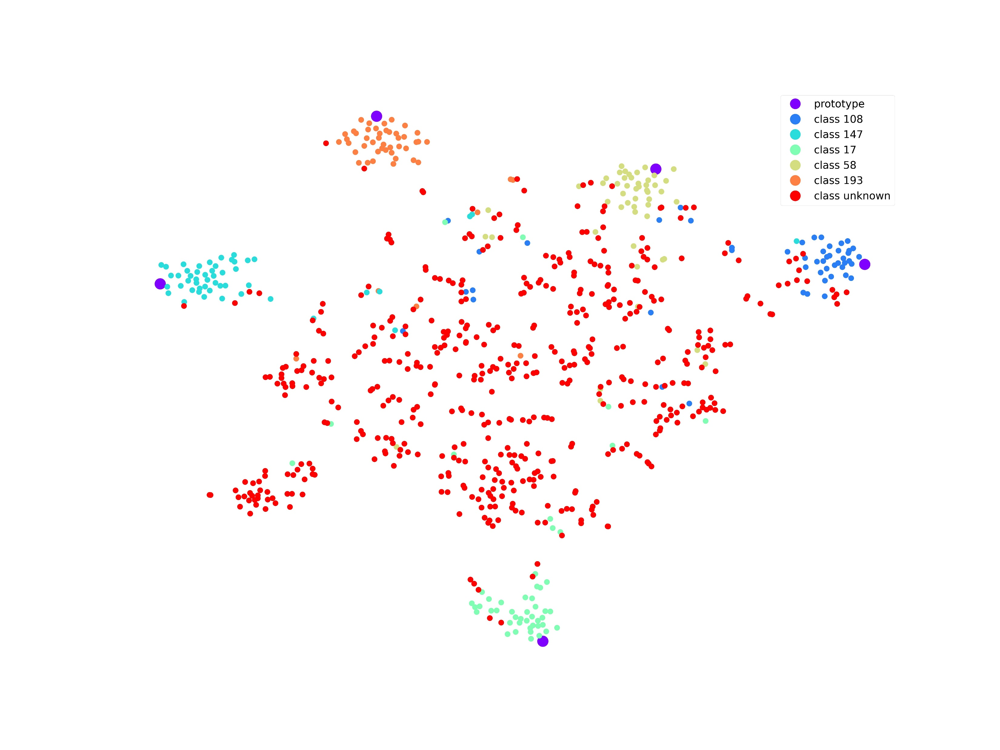 prototype
class 108
class 147
class 17
class 58
class 193
class unknown